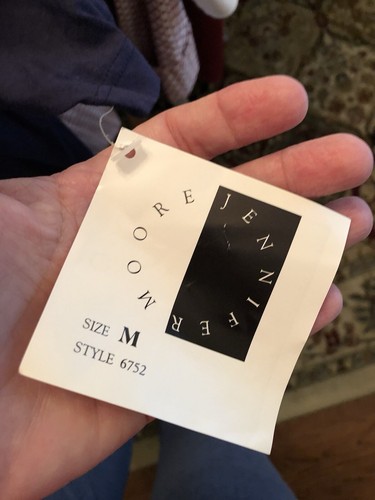 JENNIFER
MOORE
SIZE M
STYLE 6752